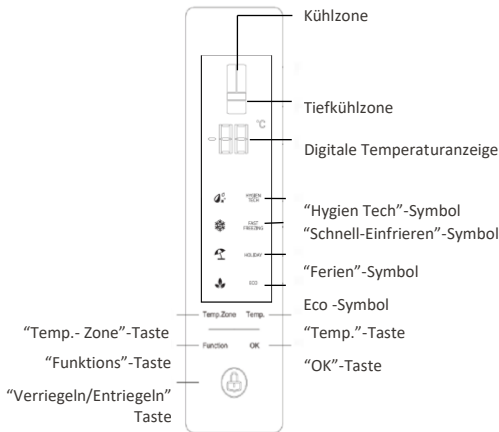 Kühlzone
Tiefkühlzone
°C
-88
Digitale Temperaturanzeige
HYGIEN
TECH
“Hygien Tech”-Symbol
FAST
FREEZING
“Schnell-Einfrieren”-Symbol
HOLIDAY
“Ferien”-Symbol
ECO
Eco -Symbol
Temp.Zone Temp.
“Temp.- Zone”-Taste
“Temp.”-Taste
Function OK
“Funktions”-Taste
“OK”-Taste
“Verriegeln/Entriegeln”
Taste